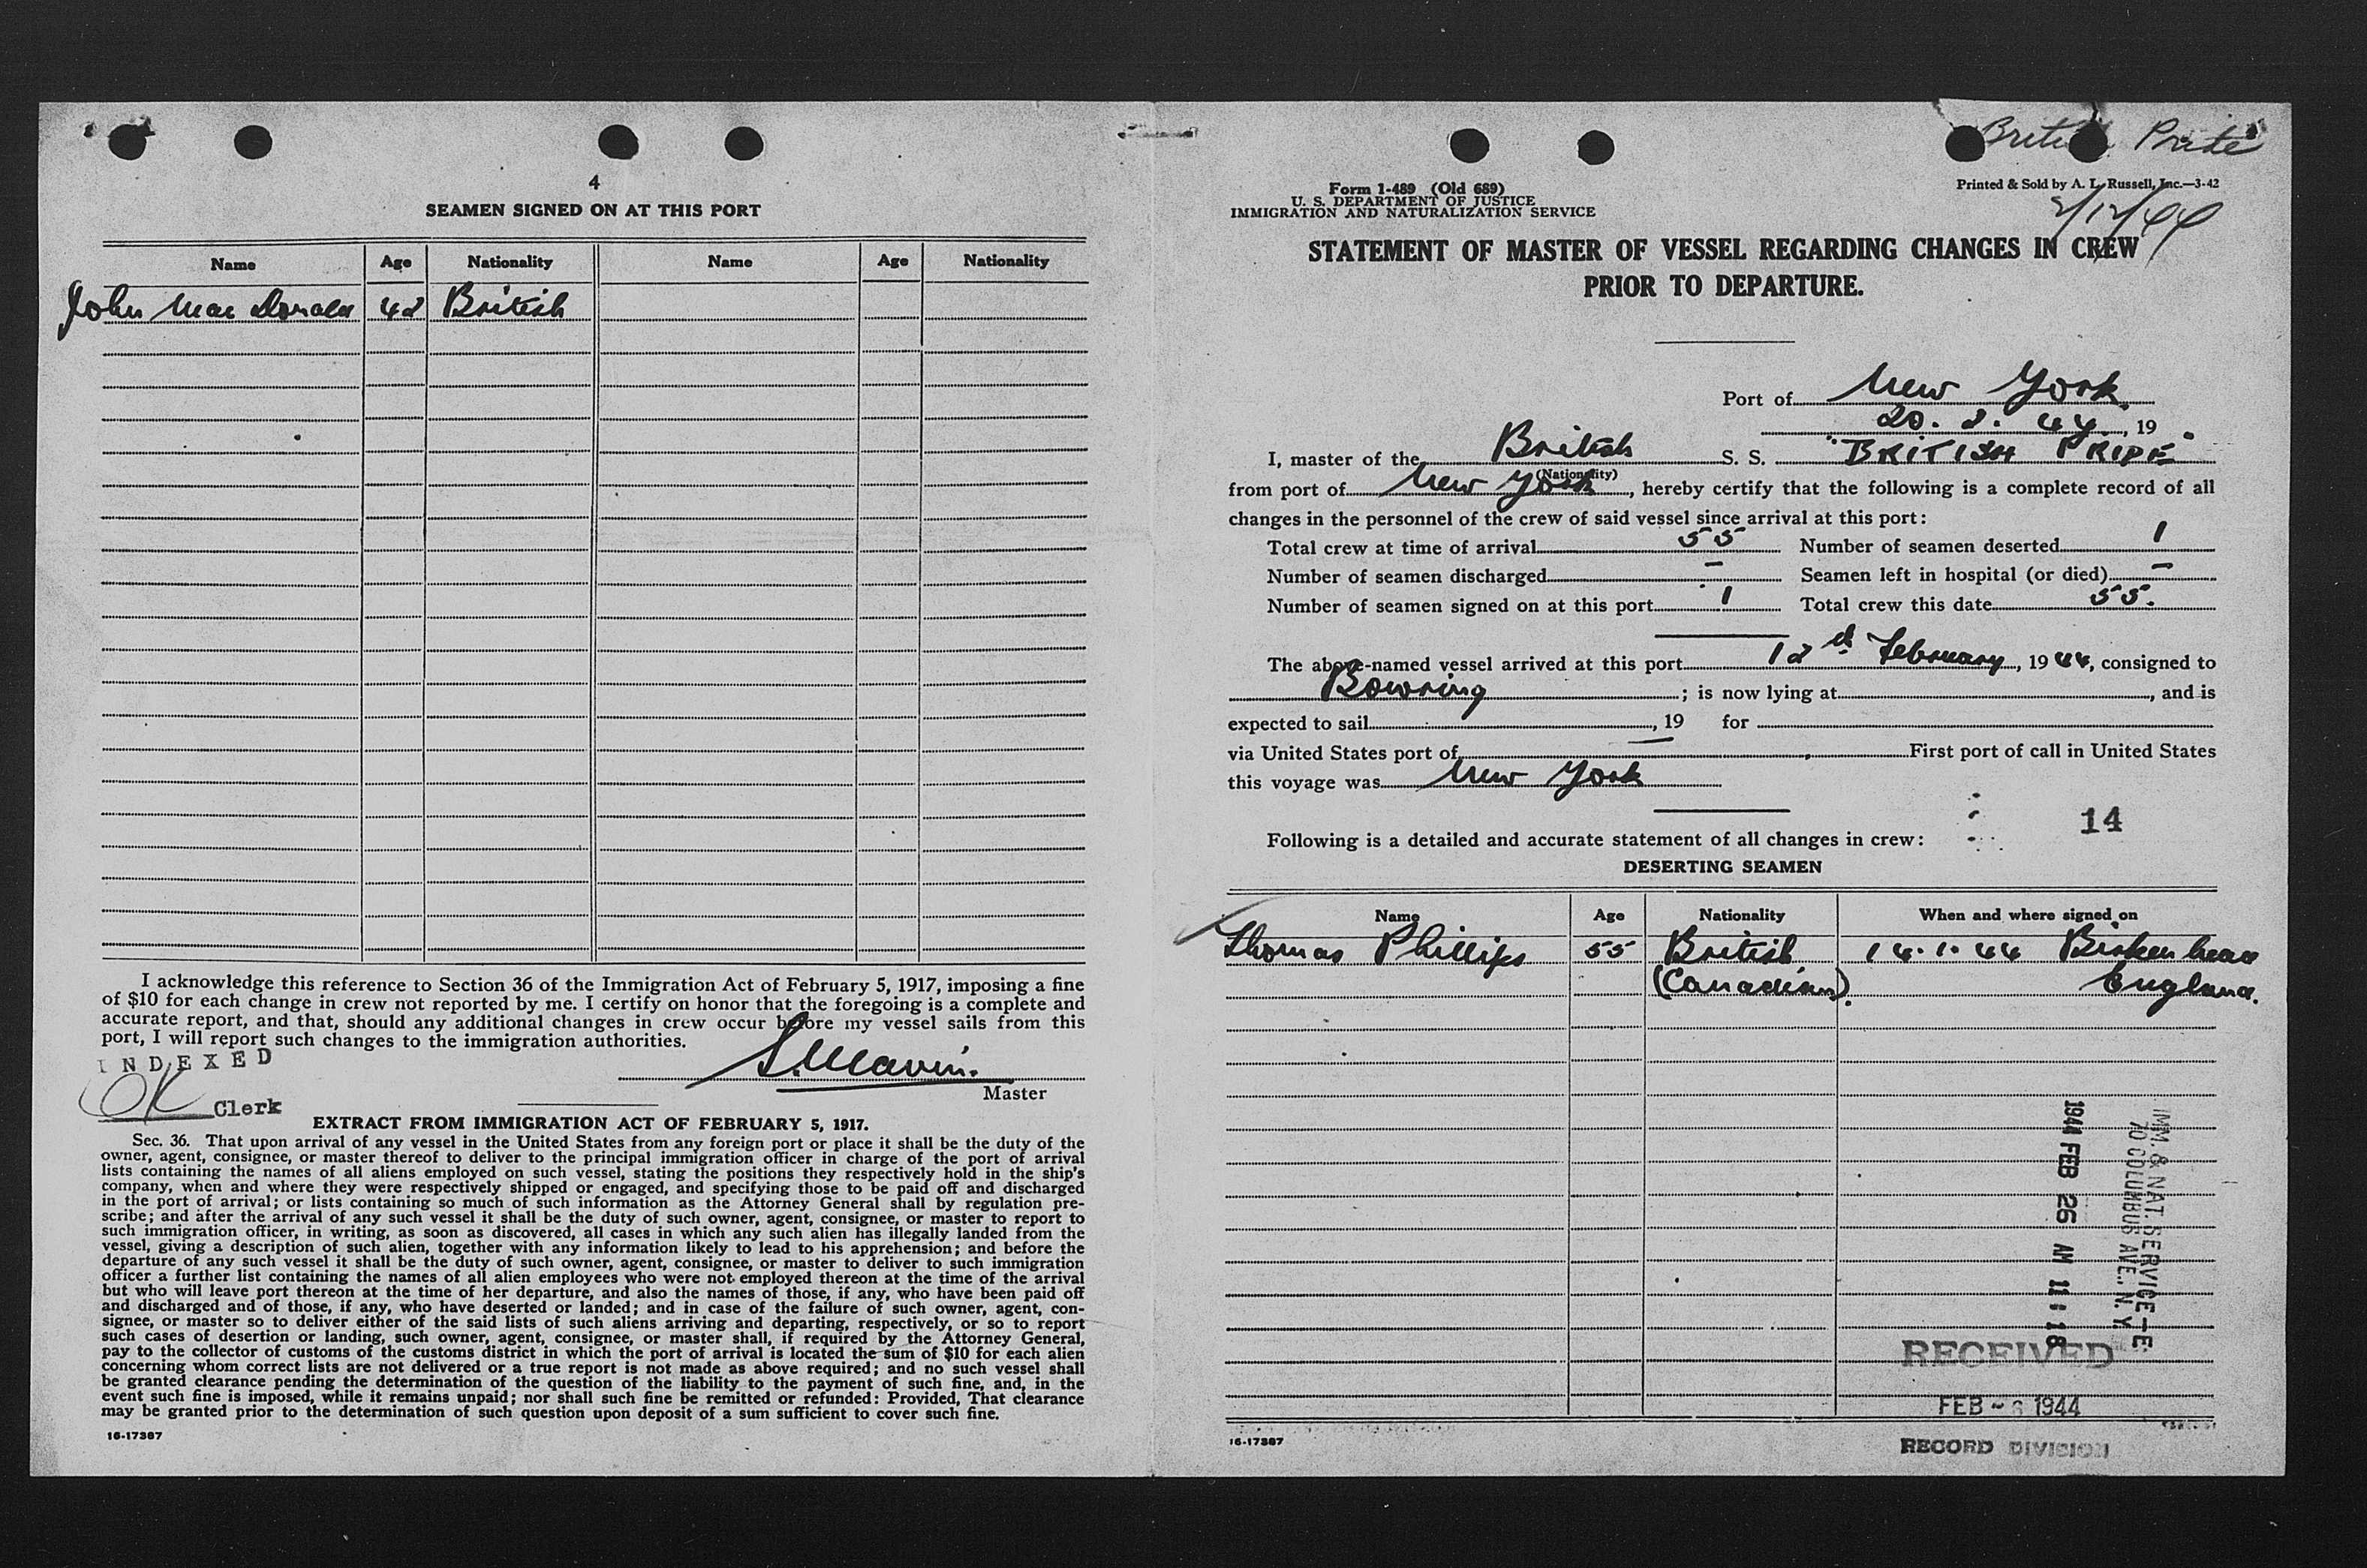 4
SEAMEN SIGNED ON AT THIS PORT
Name Age Nationality Name Age Nationality
John Mac Donald 42 British
I acknowledge this reference to Section 36 of the Immigration Act of February 5, 1917, imposing a fine
of $10 for each change in crew not reported by me. I certify on honor that the foregoing is a complete and
accurate report, and that, should any additional changes in crew occur before my vessel sails from this
port, I will report such changes to the immigration authorities.
INDEXED
OK Clerk
Master
EXTRACT FROM IMMIGRATION ACT OF FEBRUARY 5, 1917.
Sec. 36. That upon arrival of any vessel in the United States from any foreign port or place it shall be the duty of the
owner, agent, consignee, or master thereof to deliver to the principal immigration officer in charge of the port of arrival
lists containing the names of all aliens employed on such vessel, stating the positions they respectively hold in the ship's
company, when and where they were respectively shipped or engaged, and specifying those to be paid off and discharged
in the port of arrival; or lists containing so much of such information as the Attorney General shall by regulation pre-
scribe; and after the arrival of any such vessel it shall be the duty of such owner, agent, consignee, or master to report to
such immigration officer, in writing, as soon as discovered, all cases in which any such alien has illegally landed from the
vessel, giving a description of such alien, together with any information likely to lead to his apprehension; and before the
departure of any such vessel it shall be the duty of such owner, agent, consignee, or master to deliver to such immigration
officer a further list containing the names of all alien employees who were not employed thereon at the time of the arrival
but who will leave port thereon at the time of her departure, and also the names of those, if any, who have been paid off
and discharged and of those, if any, who have deserted or landed; and in case of the failure of such owner, agent, con-
signee, or master so to deliver either of the said lists of such aliens arriving and departing, respectively, or so to report
such cases of desertion or landing, such owner, agent, consignee, or master shall, if required by the Attorney General,
pay to the collector of customs of the customs district in which the port of arrival is located the sum of $10 for each alien
concerning whom correct lists are not delivered or a true report is not made as above required; and no such vessel shall
be granted clearance pending the determination of the question of the liability to the payment of such fine, and, in the
event such fine is imposed, while it remains unpaid; nor shall such fine be remitted or refunded: Provided, That clearance
may be granted prior to the determination of such question upon deposit of a sum sufficient to cover such fine.
16-17387
British Pride
Form 1-489 (Old 689)
U. S. DEPARTMENT OF JUSTICE
IMMIGRATION AND NATURALIZATION SERVICE
Printed & Sold by A. L. Russell, Inc.—3-42
2/12/44
STATEMENT OF MASTER OF VESSEL REGARDING CHANGES IN CREW
PRIOR TO DEPARTURE.
Port of New York
20. 2. 44, 19
I, master of the British S. S. "BRITISH PRIDE"
(Nationality)
from port of New York, hereby certify that the following is a complete record of all
changes in the personnel of the crew of said vessel since arrival at this port:
Total crew at time of arrival 55 Number of seamen deserted 1
Number of seamen discharged – Seamen left in hospital (or died) –
Number of seamen signed on at this port 1 Total crew this date 55.
The above-named vessel arrived at this port 12th February, 1944, consigned to
Bowring; is now lying at, and is
expected to sail, 19 for
via United States port of — First port of call in United States
this voyage was New York
14
Following is a detailed and accurate statement of all changes in crew:
DESERTING SEAMEN
Name Age Nationality When and where signed on
Thomas Phillips 55 British 14.1.44 Birkenhead
(Canadian). England.
IMM. & NAT. SERVICE-E
70 COLUMBUS AVE., N. Y.
1944 FEB 26 AM 11:18
RECEIVED
FEB 1944
RECORD DIVISION
16-17387